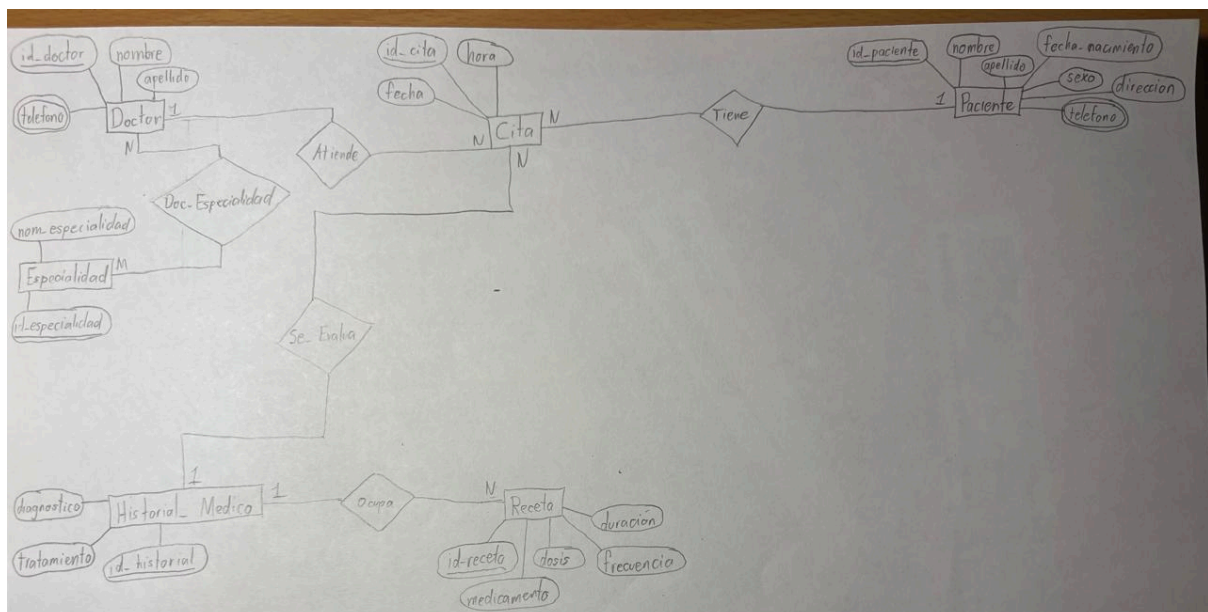 id_doctor
nombre
apellido
telefono
Doctor
1
N
Atiende
id_cita
hora
fecha
Cita
N
N
N
Tiene
id_paciente
nombre
apellido
fecha_nacimiento
sexo
direccion
telefono
1
Paciente
Doc_Especialidad
nom_especialidad
Especialidad
M
id_especialidad
Se_Evalua
1
diagnostico
Historial_Medico
1
tratamiento
id_historial
Ocupa
N
Receta
duración
id-receta
dosis
frecuencia
medicamento